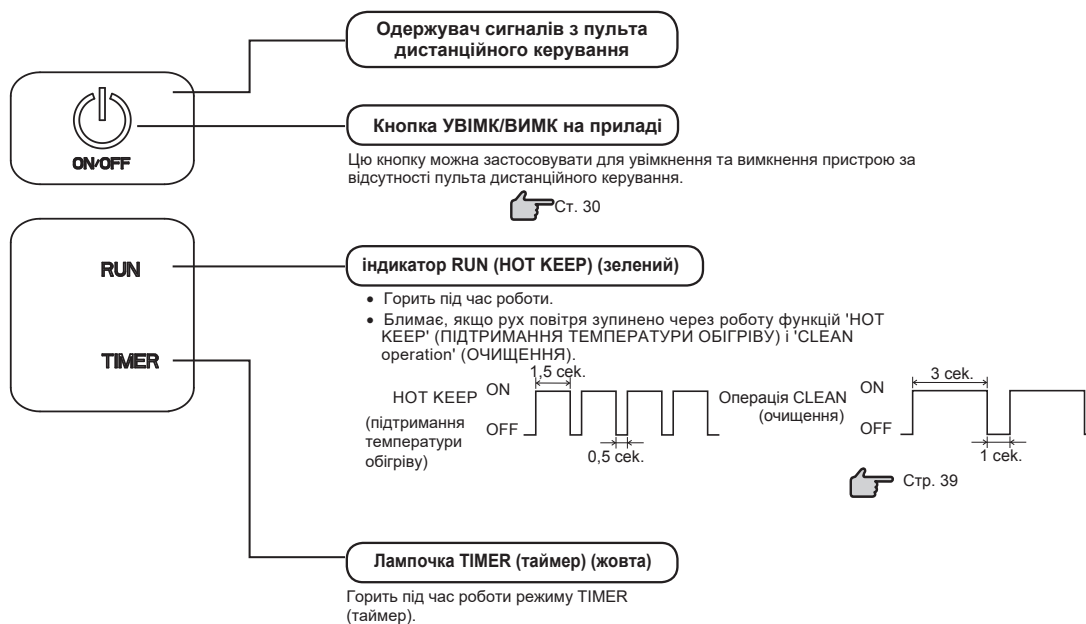 Одержувач сигналів з пульта
дистанційного керування
ON/OFF
Кнопка УВІМК/ВИМК на приладі
Цю кнопку можна застосовувати для увімкнення та вимкнення пристрою за
відсутності пульта дистанційного керування.
Ст. 30
RUN
індикатор RUN (HOT KEEP) (зелений)
• Горить під час роботи.
• Блимає, якщо рух повітря зупинено через роботу функцій 'HOT
KEEP' (ПІДТРИМАННЯ ТЕМПЕРАТУРИ ОБІГРІВУ) і 'CLEAN
operation' (ОЧИЩЕННЯ).
TIMER
HOT KEEP
(підтримання
температури
обігріву)
ON
OFF
1,5 cek.
0,5 cek.
Операція CLEAN
(очищення)
ON
OFF
3 cek.
1 cek.
Стр. 39
Лампочка TIMER (таймер) (жовта)
Горить під час роботи режиму TIMER
(таймер).